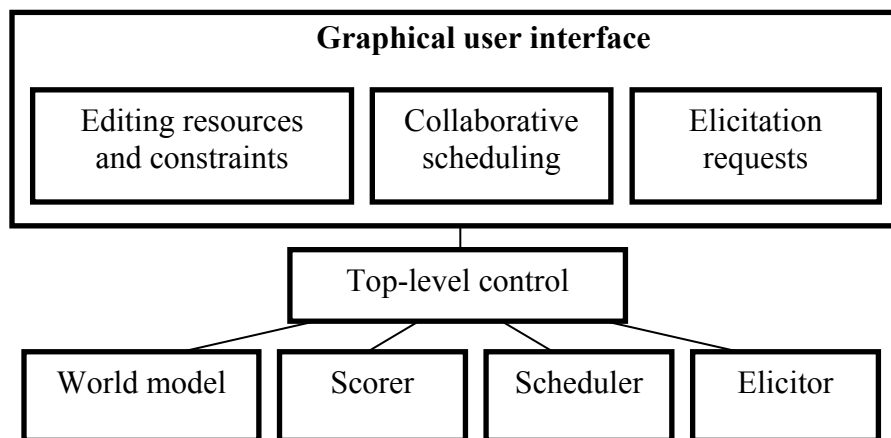 Graphical user interface
Editing resources
and constraints
Collaborative
scheduling
Elicitation
requests
Top-level control
World model
Scorer
Scheduler
Elicitor